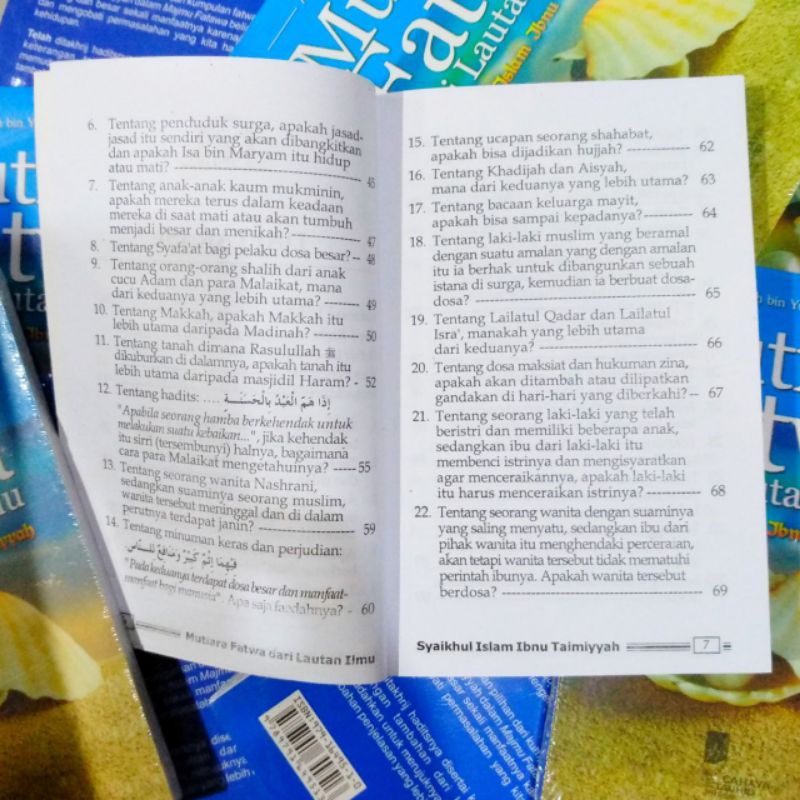 6. Tentang penduduk surga, apakah jasad-
jasad itu sendiri yang akan dibangkitkan
dan apakah Isa bin Maryam itu hidup
atau mati? ---------------- 45
7. Tentang anak-anak kaum mukminin,
apakah mereka terus dalam keadaan
mereka di saat mati atau akan tumbuh
menjadi besar dan menikah? ---------- 47
8. Tentang Syafa'at bagi pelaku dosa besar? -- 48
9. Tentang orang-orang shalih dari anak
cucu Adam dan para Malaikat, mana
dari keduanya yang lebih utama? ------- 49
10. Tentang Makkah, apakah Makkah itu
lebih utama daripada Madinah? --------- 50
11. Tentang tanah dimana Rasulullah ﷺ
dikuburkan di dalamnya, apakah tanah itu
lebih utama daripada masjidil Haram? - 52
12. Tentang hadits: .... إِذَا هَمَّ الْعَبْدُ بِالْحَسَنَةِ
"Apabila seorang hamba berkehendak untuk
melakukan suatu kebaikan...", jika kehendak
itu sirri (tersembunyi) halnya, bagaimana
cara para Malaikat mengetahuinya? ----- 55
13. Tentang seorang wanita Nashrani,
sedangkan suaminya seorang muslim,
wanita tersebut meninggal dan di dalam
perutnya terdapat janin? --------------- 59
14. Tentang minuman keras dan perjudian:
فِيْهِمَا إِثْمٌ كَبِيْرٌ وَمَنَافِعُ لِلنَّاسِ
"Pada keduanya terdapat dosa besar dan manfaat-
manfaat bagi manusia". Apa saja faedahnya? - 60
Mutiara Fatwa dari Lautan Ilmu
15. Tentang ucapan seorang shahabat,
apakah bisa dijadikan hujjah? ------------- 62
16. Tentang Khadijah dan Aisyah,
mana dari keduanya yang lebih utama? 63
17. Tentang bacaan keluarga mayit,
apakah bisa sampai kepadanya? ---------- 64
18. Tentang laki-laki muslim yang beramal
dengan suatu amalan yang dengan amalan
itu ia berhak untuk dibangunkan sebuah
istana di surga, kemudian ia berbuat dosa-
dosa? ------------------------------ 65
19. Tentang Lailatul Qadar dan Lailatul
Isra', manakah yang lebih utama
dari keduanya? ---------------------- 66
20. Tentang dosa maksiat dan hukuman zina,
apakah akan ditambah atau dilipatkan
gandakan di hari-hari yang diberkahi? -- 67
21. Tentang seorang laki-laki yang telah
beristri dan memiliki beberapa anak,
sedangkan ibu dari laki-laki itu
membenci istrinya dan mengisyaratkan
agar menceraikannya, apakah laki-laki
itu harus menceraikan istrinya? ---------- 68
22. Tentang seorang wanita dengan suaminya
yang saling menyatu, sedangkan ibu dari
pihak wanita itu menghendaki perceraian,
akan tetapi wanita tersebut tidak mematuhi
perintah ibunya. Apakah wanita tersebut
berdosa? ---------------------------- 69
Syaikhul Islam Ibnu Taimiyyah 7